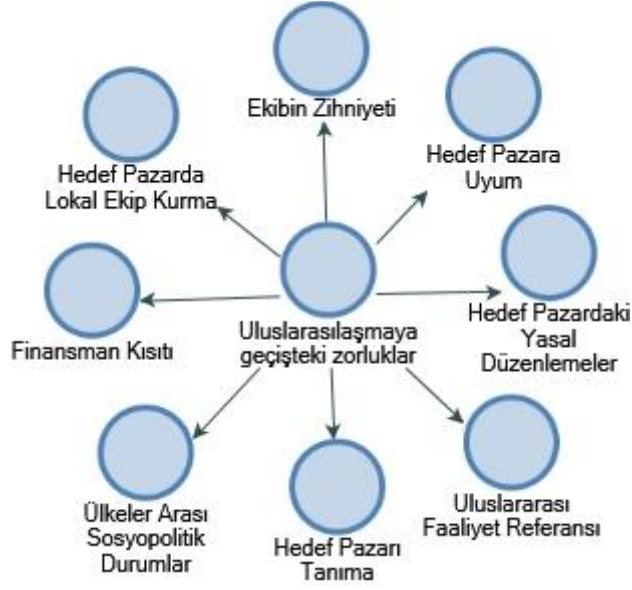 Ekibin Zihniyeti
Hedef Pazara
Uyum
Hedef Pazarda
Lokal Ekip Kurma
Uluslarasılaşmaya
geçişteki zorluklar
Hedef Pazardaki
Yasal
Düzenlemeler
Finansman Kısıtı
Ülkeler Arası
Sosyopolitik
Durumlar
Hedef Pazarı
Tanıma
Uluslararası
Faaliyet Referansı